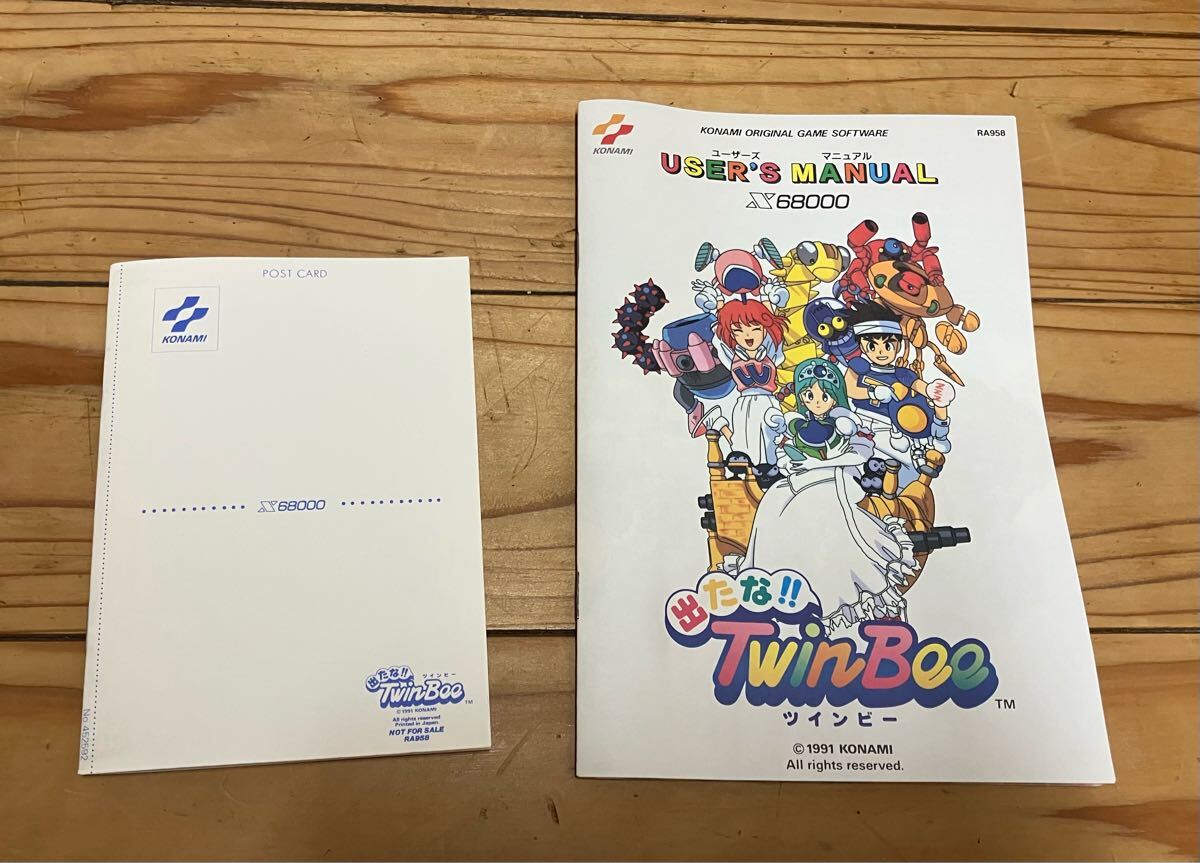 POST CARD
KONAMI
X68000
出たな!!
ツインビー
TwinBee
TM
© 1991 KONAMI
All rights reserved
Printed in Japan.
NOT FOR SALE
RA958
No.452592
KONAMI
KONAMI ORIGINAL GAME SOFTWARE
RA958
ユーザーズ マニュアル
USER'S MANUAL
X68000
出たな!!
TwinBee
TM
ツインビー
© 1991 KONAMI
All rights reserved.